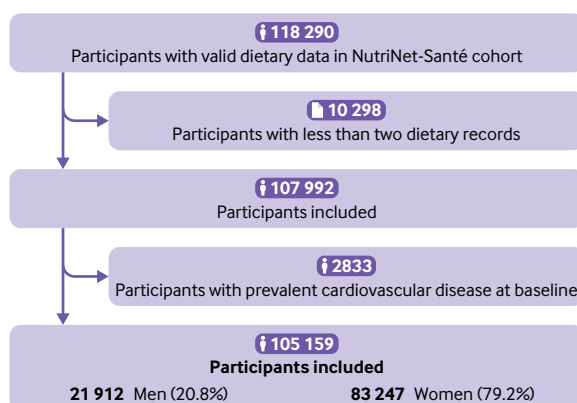 118 290
Participants with valid dietary data in NutriNet-Santé cohort
10 298
Participants with less than two dietary records
107 992
Participants included
2833
Participants with prevalent cardiovascular disease at baseline
105 159
Participants included
21 912 Men (20.8%) 83 247 Women (79.2%)